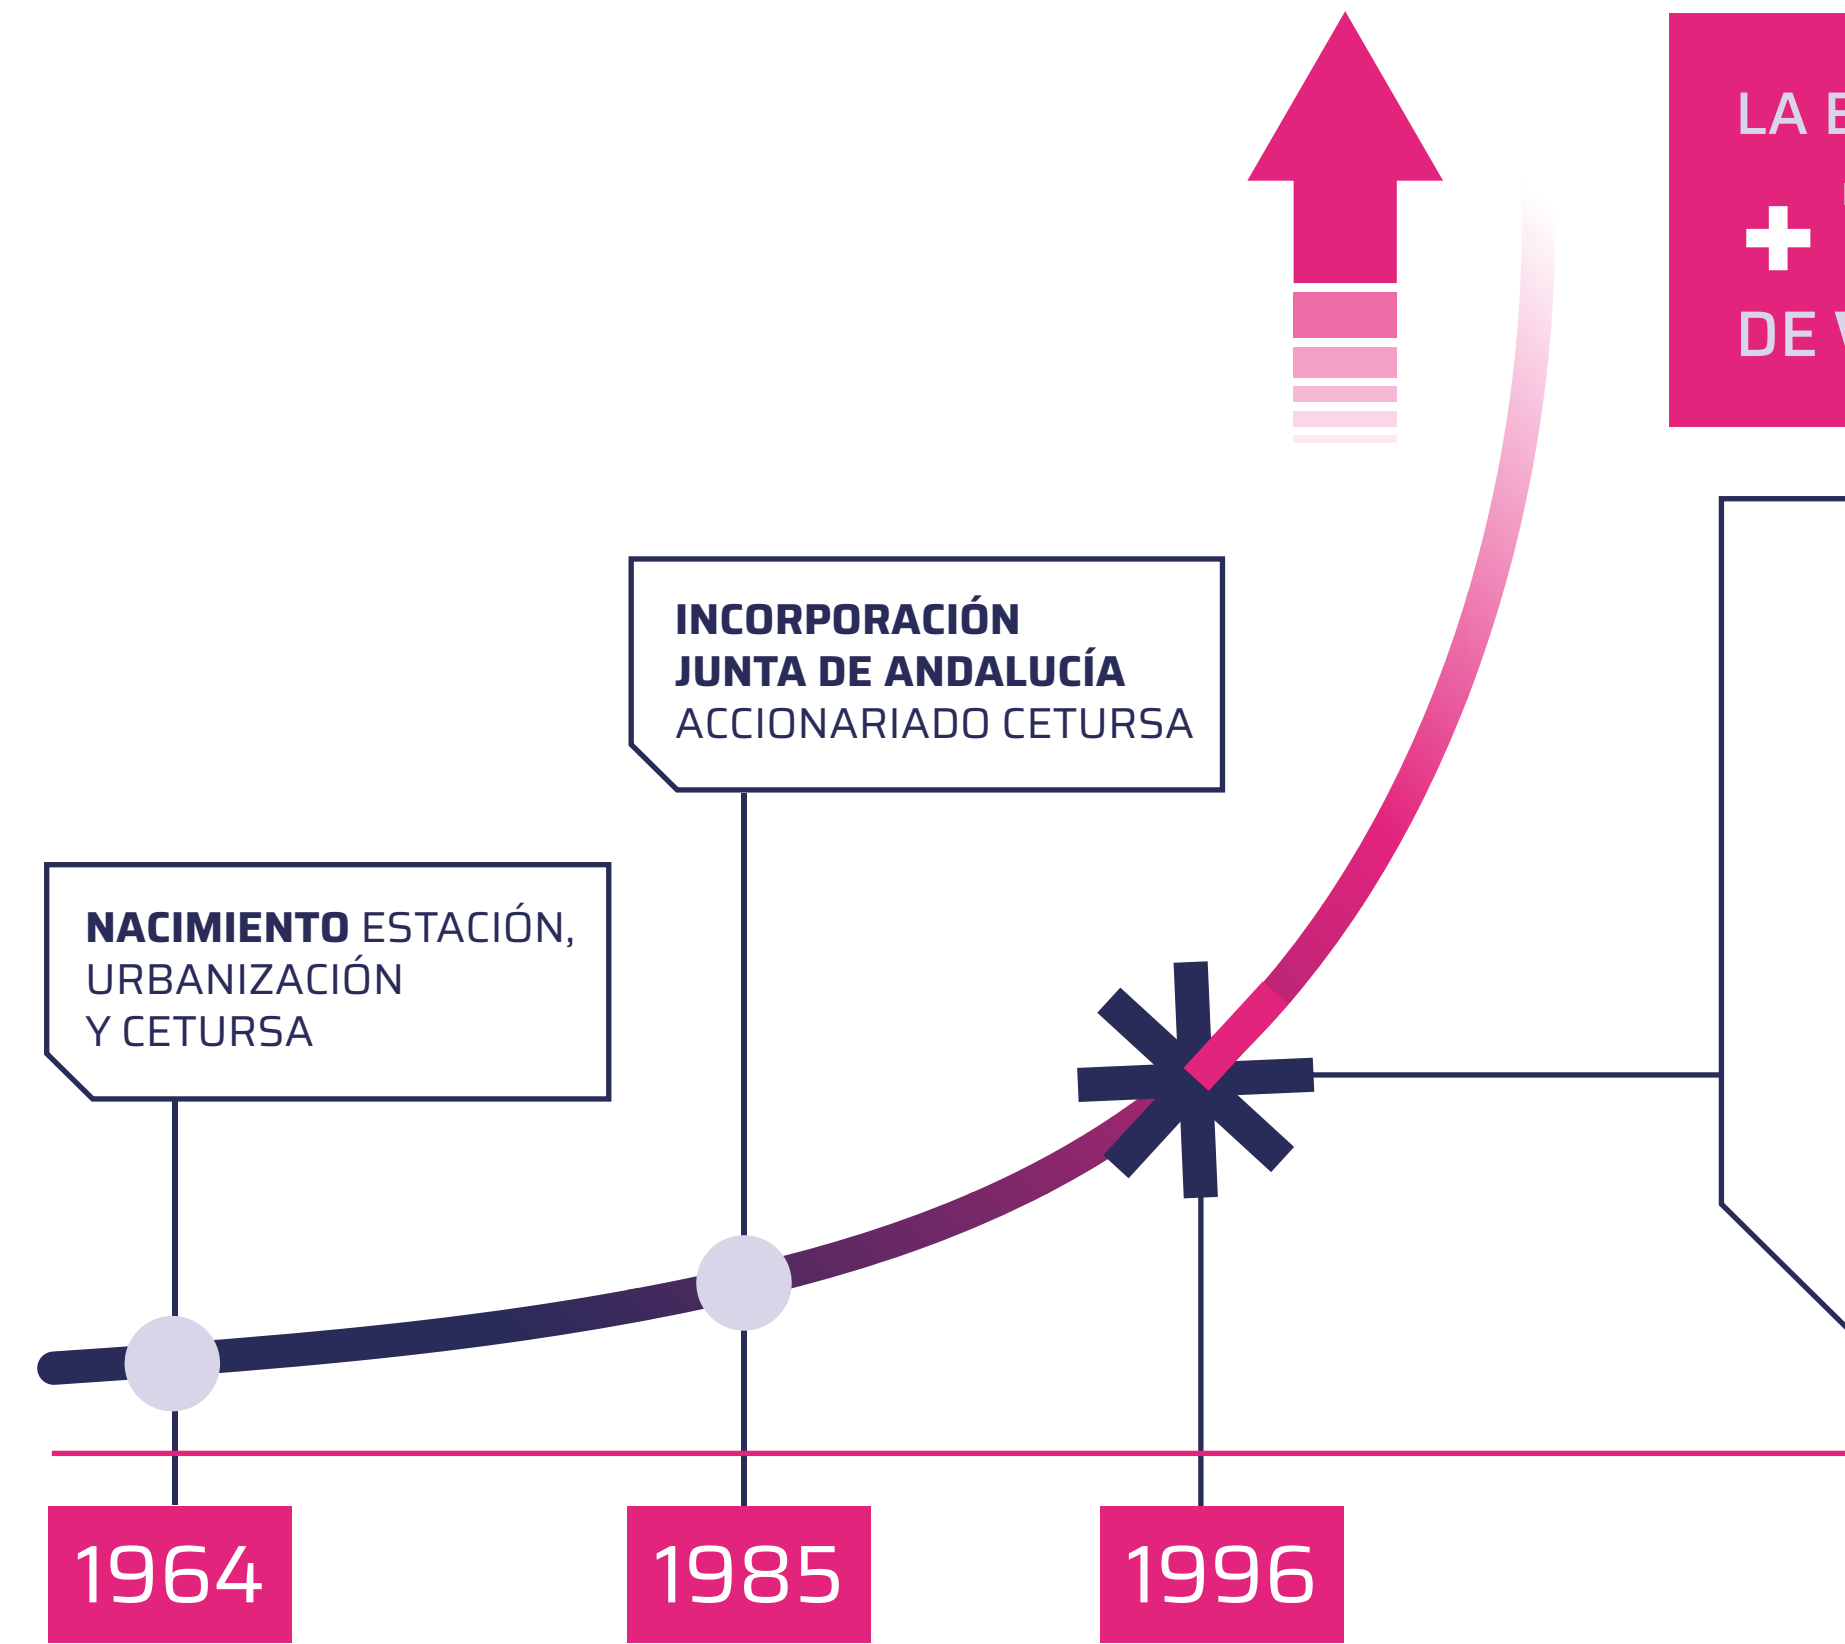 LA
+
DE
INCORPORACIÓN
JUNTA DE ANDALUCÍA
ACCIONARIADO CETURSA
NACIMIENTO ESTACIÓN,
URBANIZACIÓN
Y CETURSA
1964
1985
1996